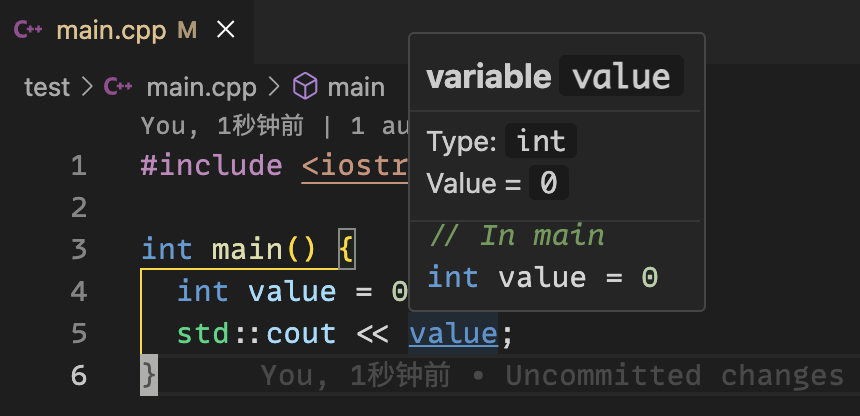 C++ main.cpp M ×
test > C++ main.cpp > main
You, 1秒钟前 | 1 au
1 #include <iostr
2
3 int main() {
4 int value = 0
5 std::cout << value;
6 } You, 1秒钟前 • Uncommitted changes
variable value
Type: int
Value = 0
// In main
int value = 0